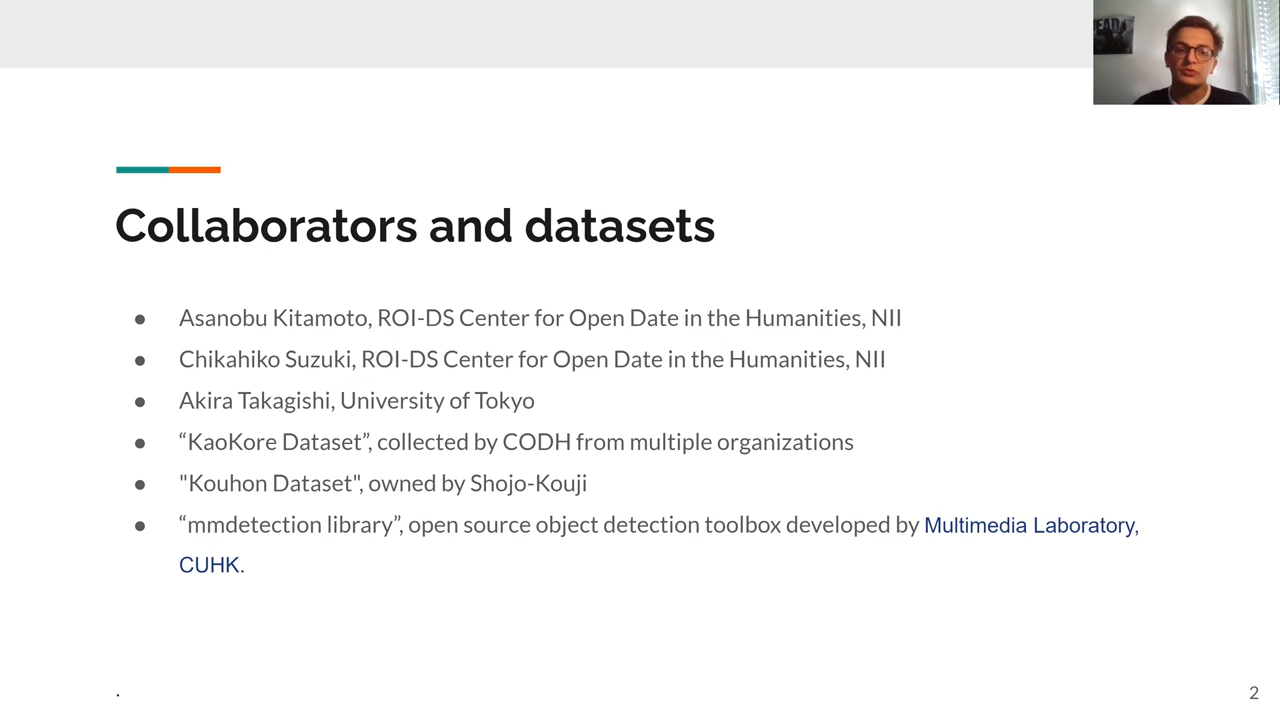 Collaborators and datasets
● Asanobu Kitamoto, ROI-DS Center for Open Date in the Humanities, NII
● Chikahiko Suzuki, ROI-DS Center for Open Date in the Humanities, NII
● Akira Takagishi, University of Tokyo
● “KaoKore Dataset”, collected by CODH from multiple organizations
● "Kouhon Dataset", owned by Shojo-Kouji
● “mmdetection library”, open source object detection toolbox developed by Multimedia Laboratory,
CUHK.
.
2